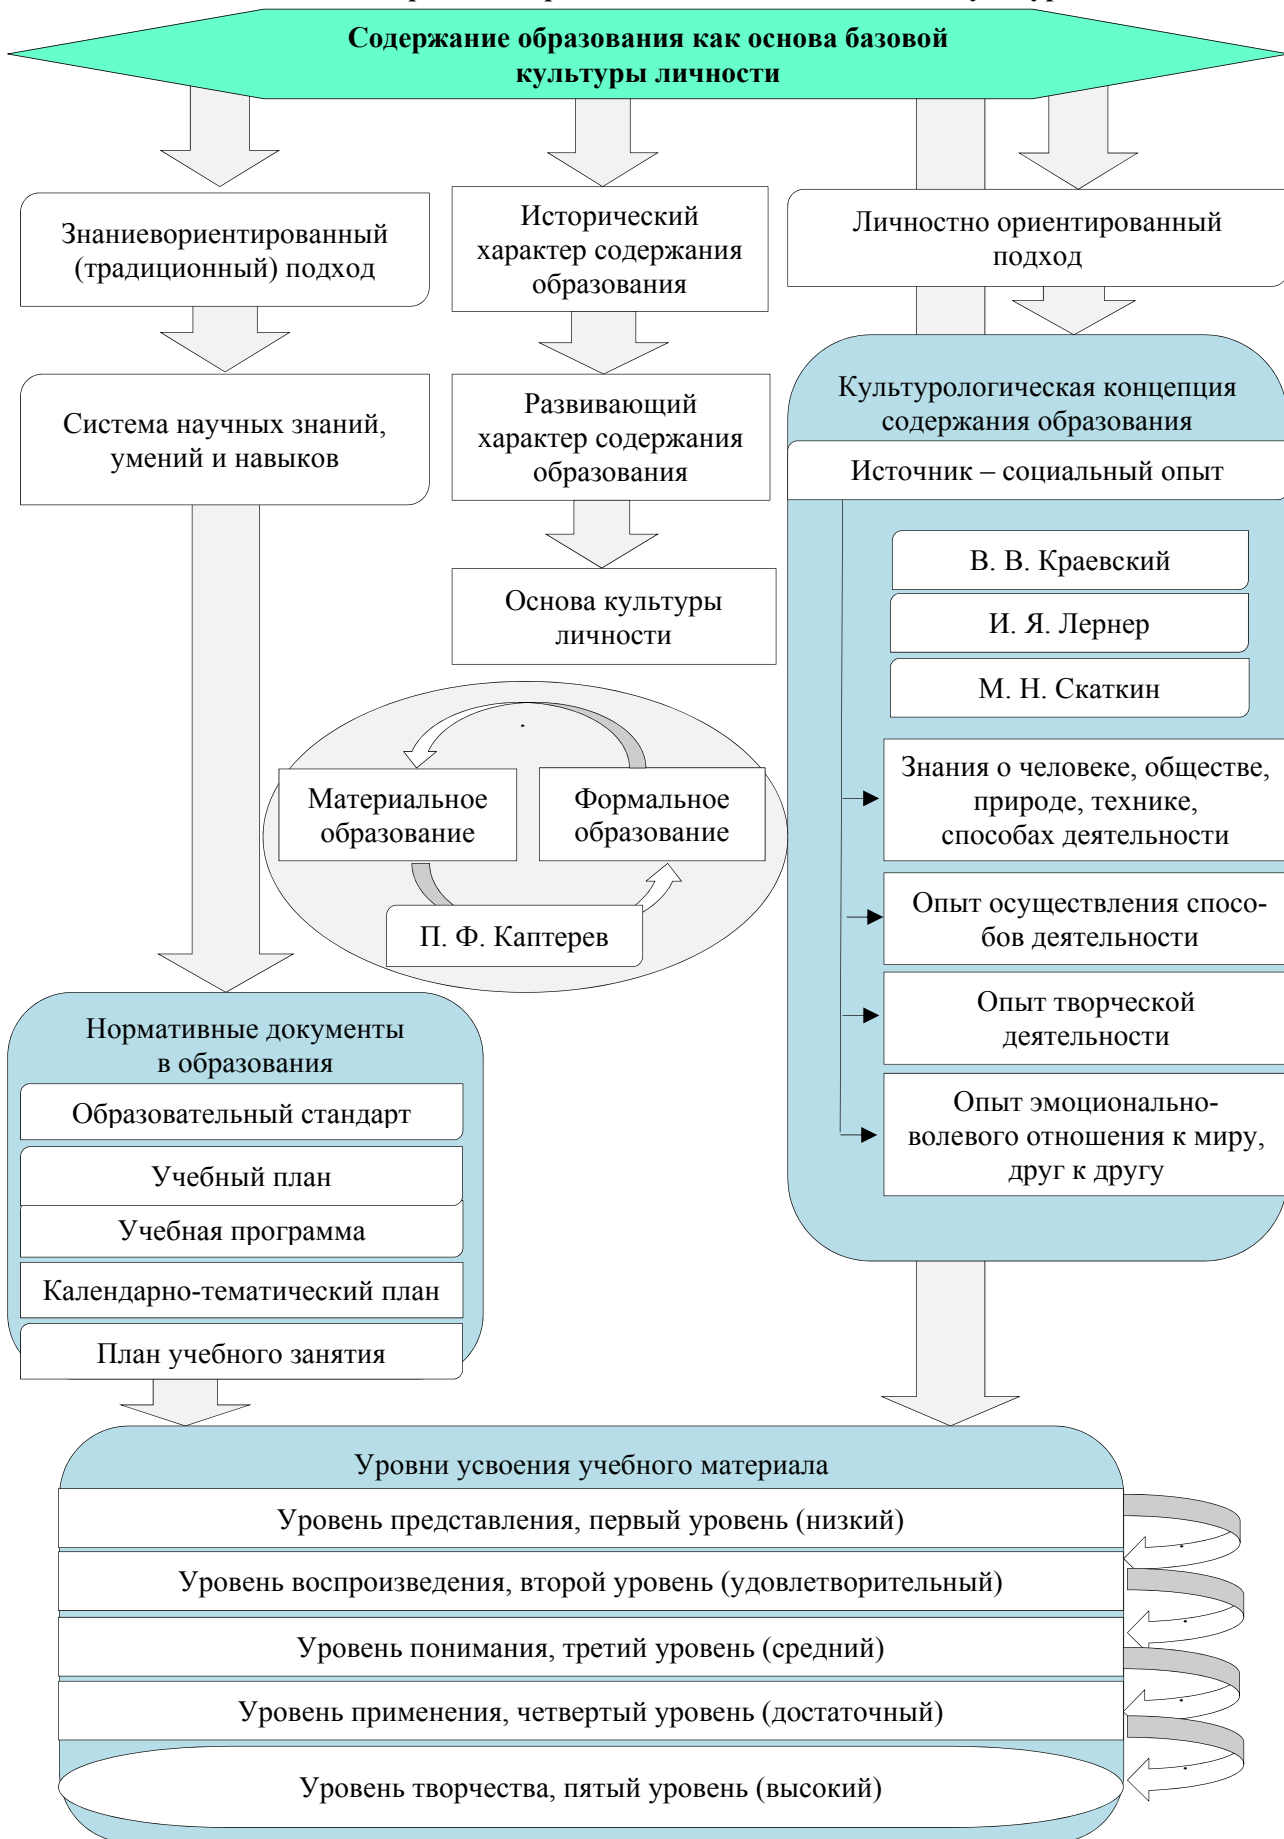 Содержание образования как основа базовой
культуры личности
Знаниевориентированный
(традиционный) подход
Исторический
характер содержания
образования
Личностно ориентированный
подход
Система научных знаний,
умений и навыков
Развивающий
характер содержания
образования
Основа культуры
личности
Культурологическая концепция
содержания образования
Источник – социальный опыт
В. В. Краевский
И. Я. Лернер
М. Н. Скаткин
Знания о человеке, обществе,
природе, технике,
способах деятельности
Опыт осуществления спосо-
бов деятельности
Опыт творческой
деятельности
Опыт эмоционально-
волевого отношения к миру,
друг к другу
Материальное
образование
Формальное
образование
П. Ф. Каптерев
Нормативные документы
в образования
Образовательный стандарт
Учебный план
Учебная программа
Календарно-тематический план
План учебного занятия
Уровни усвоения учебного материала
Уровень представления, первый уровень (низкий)
Уровень воспроизведения, второй уровень (удовлетворительный)
Уровень понимания, третий уровень (средний)
Уровень применения, четвертый уровень (достаточный)
Уровень творчества, пятый уровень (высокий)